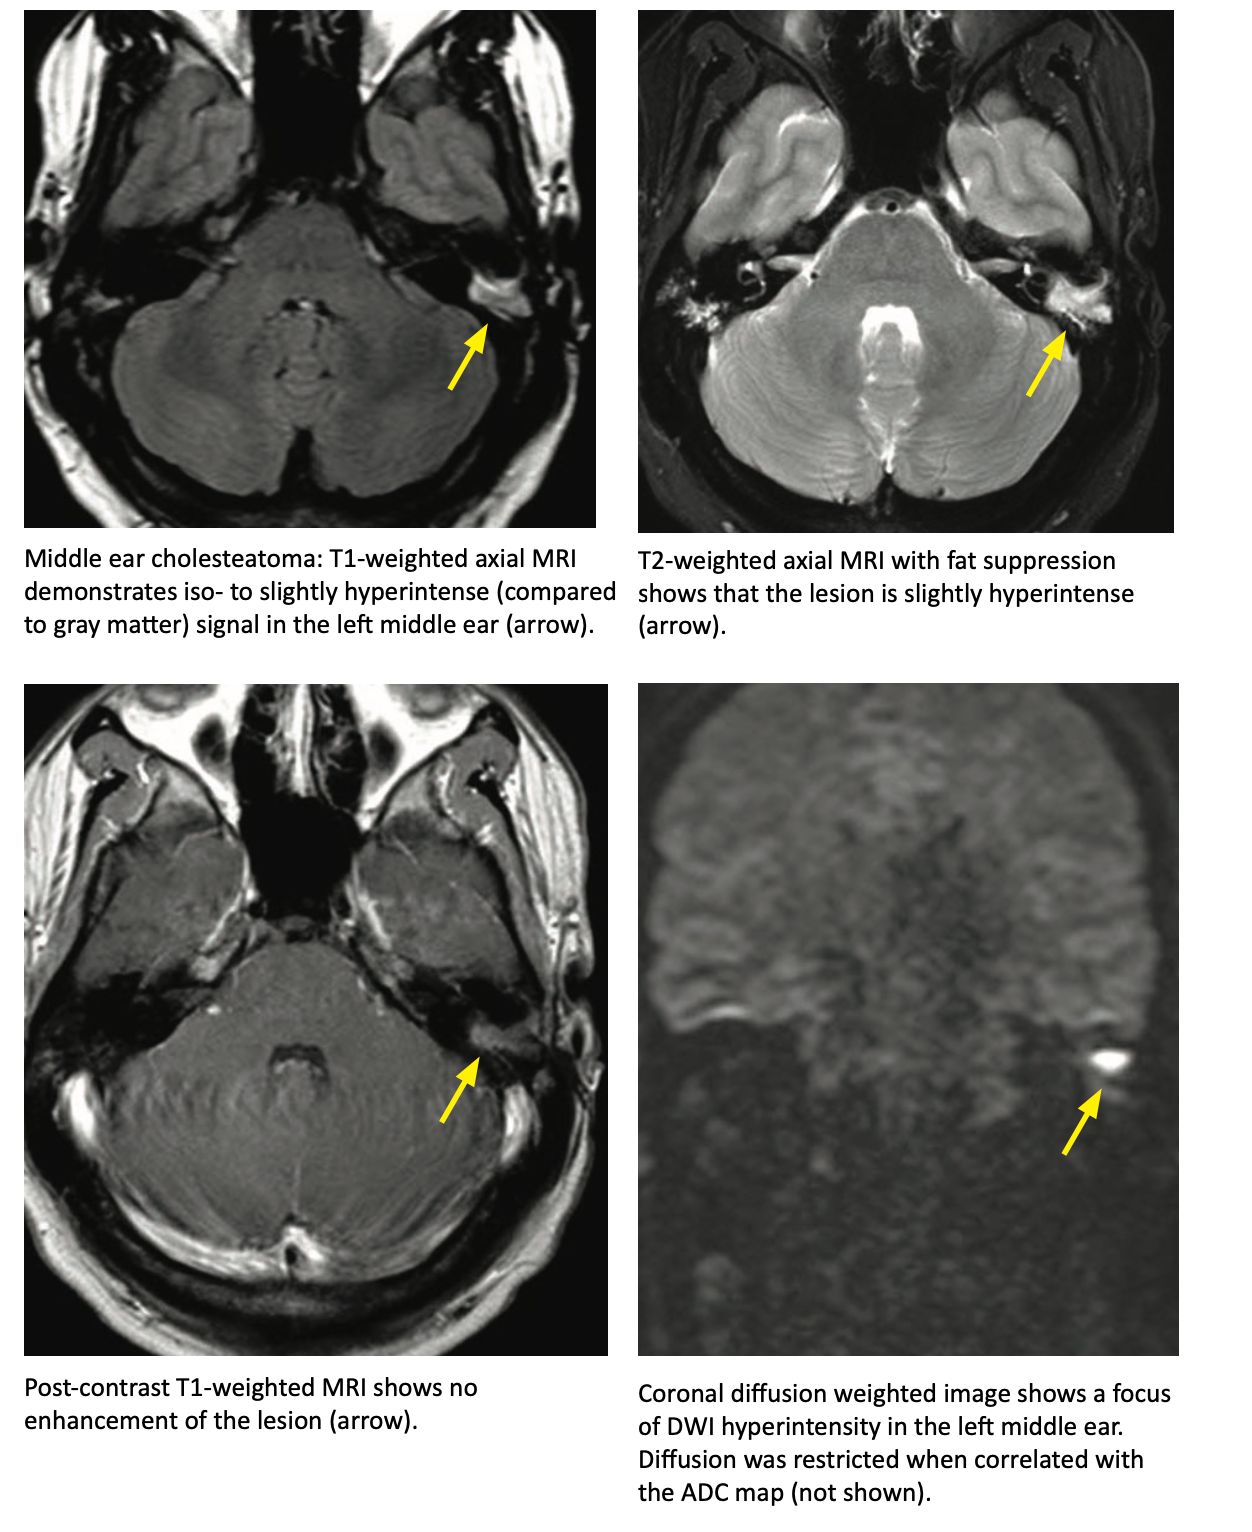 Middle ear cholesteatoma: T1-weighted axial MRI
demonstrates iso- to slightly hyperintense (compared
to gray matter) signal in the left middle ear (arrow).
T2-weighted axial MRI with fat suppression
shows that the lesion is slightly hyperintense
(arrow).
Post-contrast T1-weighted MRI shows no
enhancement of the lesion (arrow).
Coronal diffusion weighted image shows a focus
of DWI hyperintensity in the left middle ear.
Diffusion was restricted when correlated with
the ADC map (not shown).